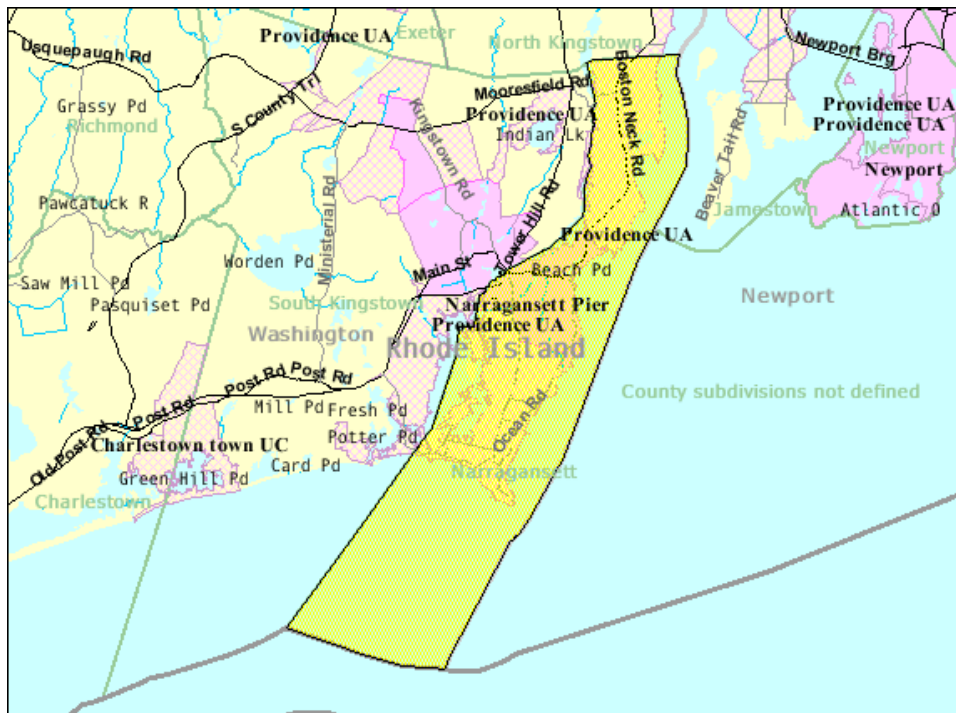 Providence UA
Exeter
North Kingstown
Newport Brg
Usquepaugh Rd
Boston Neck Rd
Mooresfield Rd
S County Trl
Grassy Pd
Richmond
Kingstown Rd
Providence UA
Indian Lk
Beaver Tail Rd
Providence UA
Providence UA
Newport
Newport
Pawcatuck R
Ministerial Rd
Tower Hill Rd
Jamestown
Atlantic O
Providence UA
Worden Pd
Main St
Beach Pd
Saw Mill Pd
Pasquiset Pd
South Kingstown
Narragansett Pier
Newport
Washington
Providence UA
Rhode Island
Post Rd
Post Rd
Post Rd
Old Post Rd
Mill Pd
Fresh Pd
Ocean Rd
County subdivisions not defined
Charlestown town UC
Potter Pd
Card Pd
Green Hill Pd
Narragansett
Charlestown